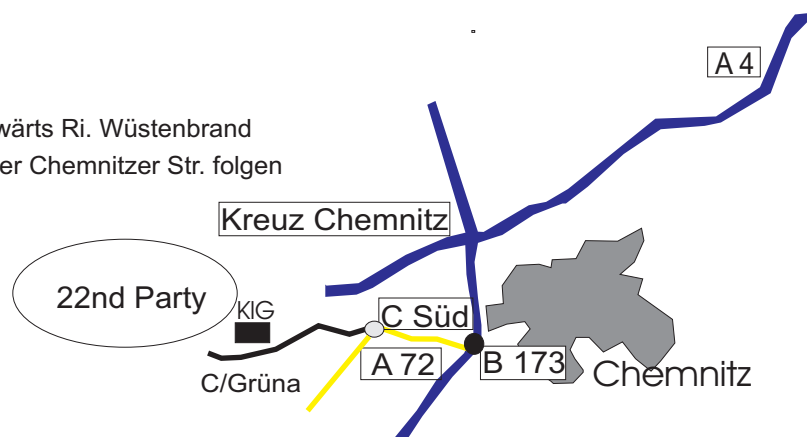 A 4
wärts Ri. Wüstenbrand
er Chemnitzer Str. folgen
Kreuz Chemnitz
22nd Party
KIG
C Süd
A 72
B 173
C/Grüna
Chemnitz